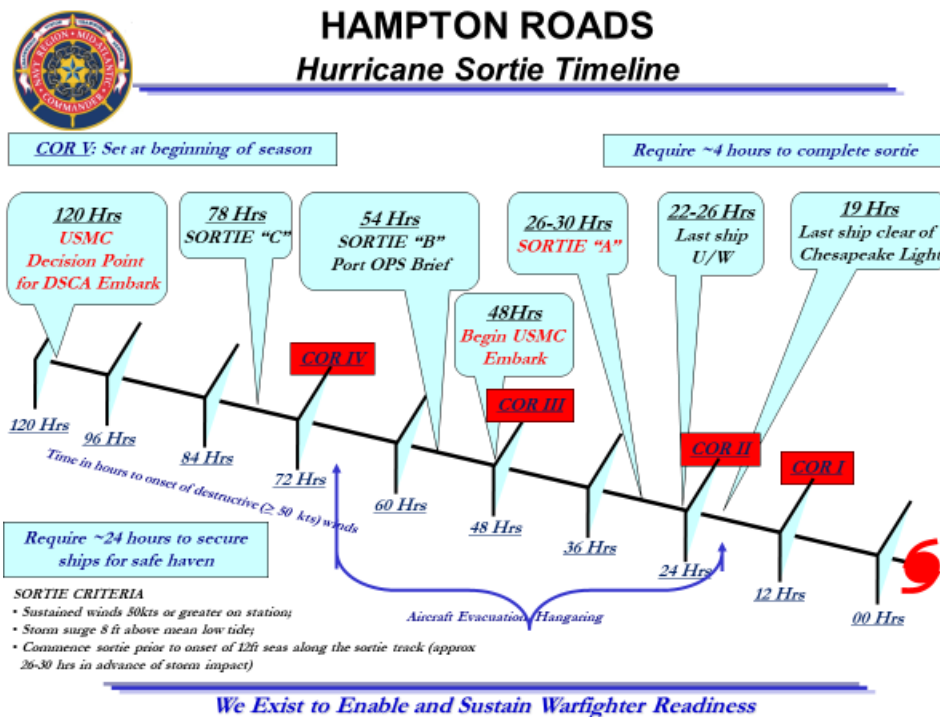 HAMPTON ROADS
Hurricane Sortie Timeline
NAVY REGION • MID-ATLANTIC
COMMANDER
COR V: Set at beginning of season
Require ~4 hours to complete sortie
120 Hrs
USMC
Decision Point
for DSCA Embark
78 Hrs
SORTIE "C"
54 Hrs
SORTIE "B"
Port OPS Brief
48Hrs
Begin USMC
Embark
26-30 Hrs
SORTIE "A"
22-26 Hrs
Last ship
U/W
19 Hrs
Last ship clear of
Chesapeake Light
COR IV
COR III
COR II
COR I
120 Hrs
96 Hrs
84 Hrs
72 Hrs
60 Hrs
48 Hrs
36 Hrs
24 Hrs
12 Hrs
00 Hrs
Time in hours to onset of destructive (≥ 50 kts) winds
Require ~24 hours to secure
ships for safe haven
Aircraft Evacuation/Hangaring
SORTIE CRITERIA
• Sustained winds 50kts or greater on station;
• Storm surge 8 ft above mean low tide;
• Commence sortie prior to onset of 12ft seas along the sortie track (approx
26-30 hrs in advance of storm impact)
We Exist to Enable and Sustain Warfighter Readiness